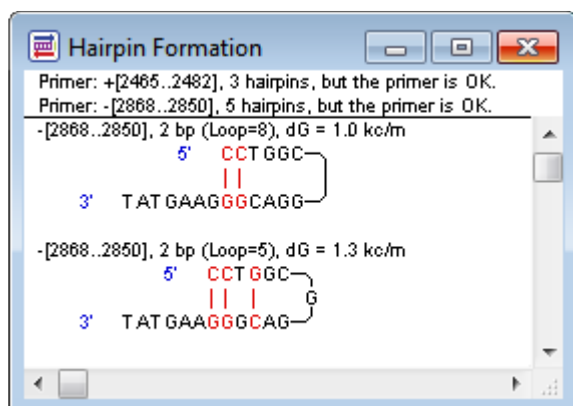 Hairpin Formation
Primer: +[2465..2482], 3 hairpins, but the primer is OK.
Primer: -[2868..2850], 5 hairpins, but the primer is OK.
-[2868..2850], 2 bp (Loop=8), dG = 1.0 kc/m
5' CCTGGC
3' TATGAAGGGCAGG
-[2868..2850], 2 bp (Loop=5), dG = 1.3 kc/m
5' CCTGGC
G
3' TATGAAGGGCAG